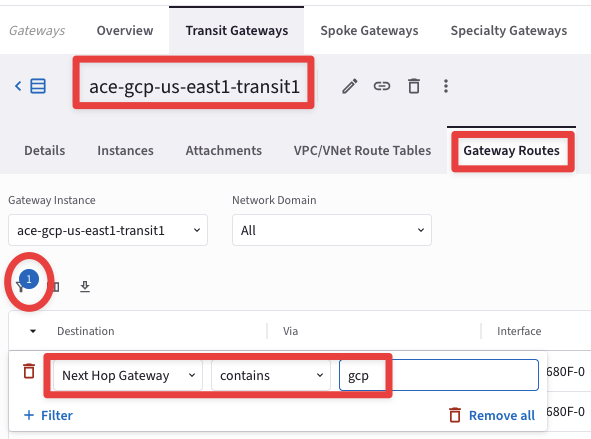 Gateways Overview Transit Gateways Spoke Gateways Specialty Gateways
ace-gcp-us-east1-transit1
Details Instances Attachments VPC/VNet Route Tables Gateway Routes
Gateway Instance Network Domain
ace-gcp-us-east1-transit1 All
1
Destination Via Interface
Next Hop Gateway contains gcp 680F-0
+ Filter Remove all 680F-0